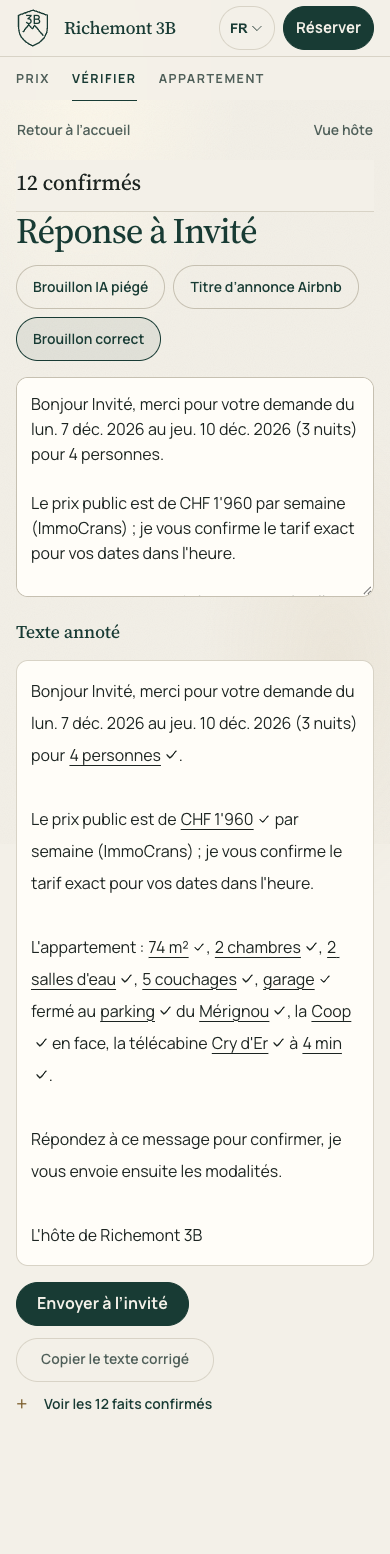 3B
Richemont 3B
FR
Réserver
PRIX
VÉRIFIER
APPARTEMENT
Retour à l'accueil
Vue hôte
12 confirmés
Réponse à Invité
Brouillon IA piégé
Titre d'annonce Airbnb
Brouillon correct
Bonjour Invité, merci pour votre demande du
lun. 7 déc. 2026 au jeu. 10 déc. 2026 (3 nuits)
pour 4 personnes.
Le prix public est de CHF 1'960 par semaine
(ImmoCrans) ; je vous confirme le tarif exact
pour vos dates dans l'heure.
Texte annoté
Bonjour Invité, merci pour votre demande du
lun. 7 déc. 2026 au jeu. 10 déc. 2026 (3 nuits)
pour 4 personnes ✓.
Le prix public est de CHF 1'960 ✓ par
semaine (ImmoCrans) ; je vous confirme le
tarif exact pour vos dates dans l'heure.
L'appartement : 74 m² ✓, 2 chambres ✓, 2
salles d'eau ✓, 5 couchages ✓, garage ✓
fermé au parking ✓ du Mérignou ✓, la Coop
✓ en face, la télécabine Cry d'Er ✓ à 4 min
✓.
Répondez à ce message pour confirmer, je
vous envoie ensuite les modalités.
L'hôte de Richemont 3B
Envoyer à l'invité
Copier le texte corrigé
+ Voir les 12 faits confirmés